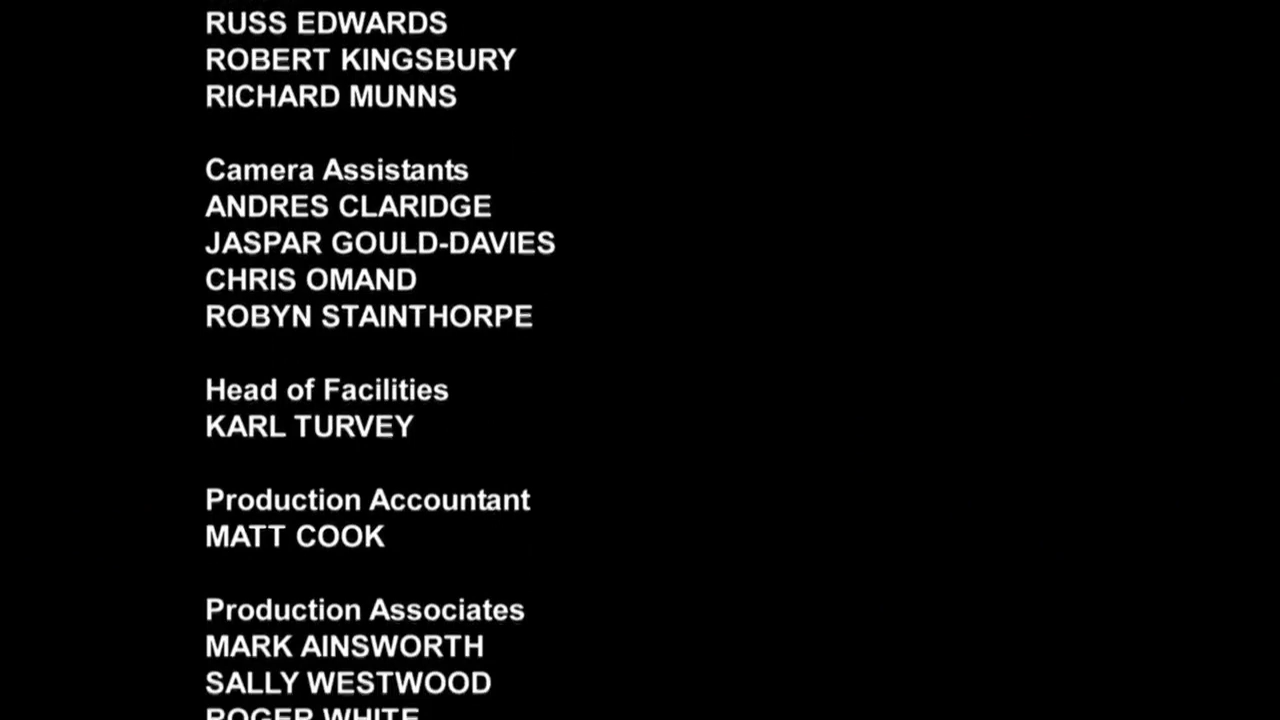 RUSS EDWARDS
ROBERT KINGSBURY
RICHARD MUNNS
Camera Assistants
ANDRES CLARIDGE
JASPAR GOULD-DAVIES
CHRIS OMAND
ROBYN STAINTHORPE
Head of Facilities
KARL TURVEY
Production Accountant
MATT COOK
Production Associates
MARK AINSWORTH
SALLY WESTWOOD
ROGER WHITE